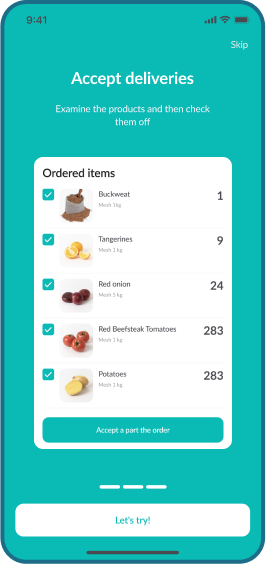 9:41
Skip
Accept deliveries
Examine the products and then check
them off
Ordered items
Buckweat 1
Mesh 1kg
Tangerines 9
Mesh 1 kg
Red onion 24
Mesh 5 kg
Red Beefsteak Tomatoes 283
Mesh 1 kg
Potatoes 283
Mesh 1 kg
Accept a part the order
Let's try!